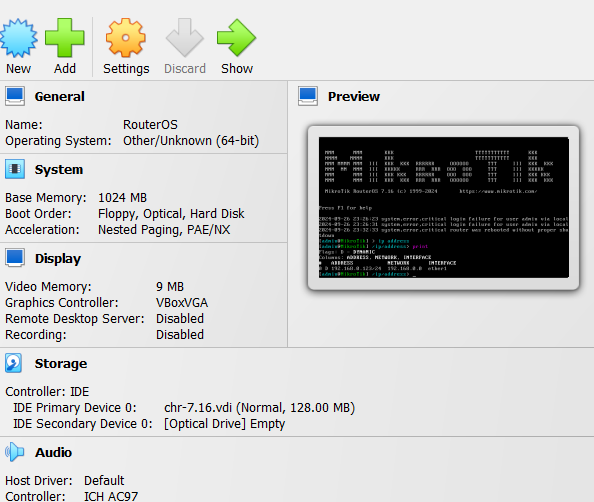 New Add Settings Discard Show
General
Name: RouterOS
Operating System: Other/Unknown (64-bit)
System
Base Memory: 1024 MB
Boot Order: Floppy, Optical, Hard Disk
Acceleration: Nested Paging, PAE/NX
Display
Video Memory: 9 MB
Graphics Controller: VBoxVGA
Remote Desktop Server: Disabled
Recording: Disabled
Preview
MikroTik RouterOS 7.16 (c) 1999-2024 https://www.mikrotik.com/
Press F1 for help
2024-09-26 23:26:23 system,error,critical login failure for user admin via local
2024-09-26 23:26:31 system,error,critical login failure for user admin via local
2024-09-26 23:32:53 system,error,critical router was rebooted without proper shu
tdown
[admin@MikroTik] > ip address
[admin@MikroTik] /ip/address> print
Flags: D - DYNAMIC
Columns: ADDRESS, NETWORK, INTERFACE
# ADDRESS NETWORK INTERFACE
0 D 192.168.0.123/24 192.168.0.0 ether1
[admin@MikroTik] /ip/address> _
Storage
Controller: IDE
IDE Primary Device 0: chr-7.16.vdi (Normal, 128.00 MB)
IDE Secondary Device 0: [Optical Drive] Empty
Audio
Host Driver: Default
Controller: ICH AC97